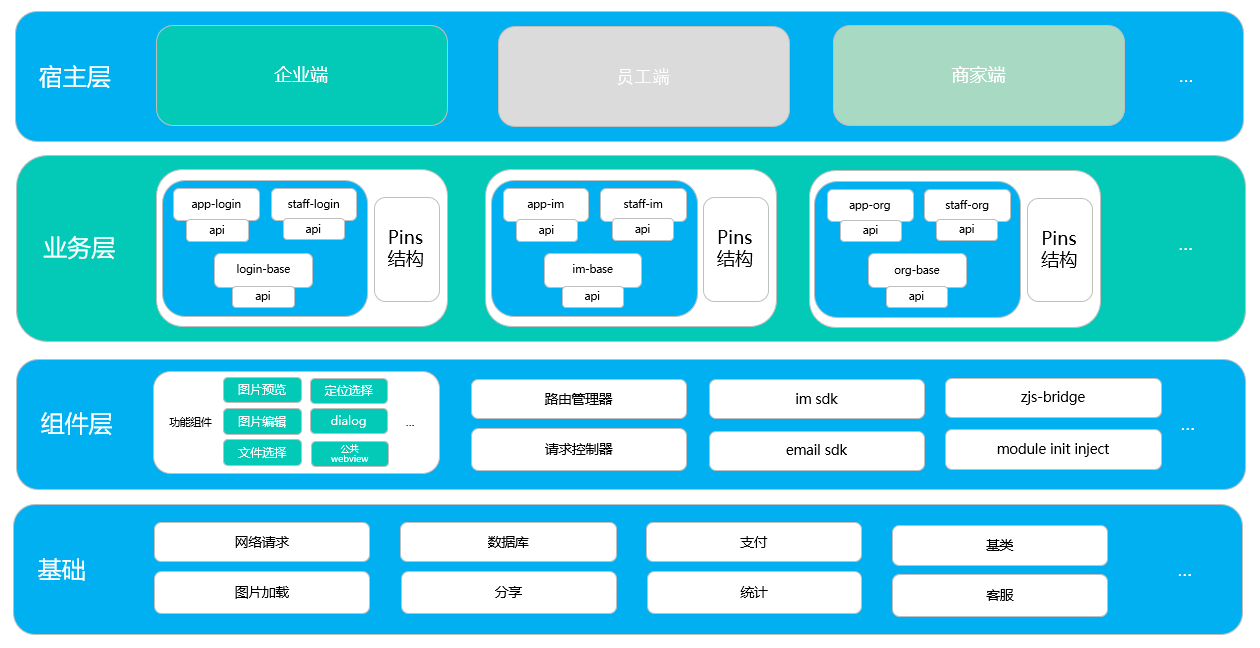 宿主层
企业端
员工端
商家端
...
业务层
app-login
api
staff-login
api
login-base
api
Pins
结构
app-im
api
staff-im
api
im-base
api
Pins
结构
app-org
api
staff-org
api
org-base
api
Pins
结构
...
组件层
功能组件
图片预览
定位选择
图片编辑
dialog
文件选择
公共
webview
...
路由管理器
im sdk
zjs-bridge
请求控制器
email sdk
module init inject
...
基础
网络请求
数据库
支付
基类
图片加载
分享
统计
客服
...